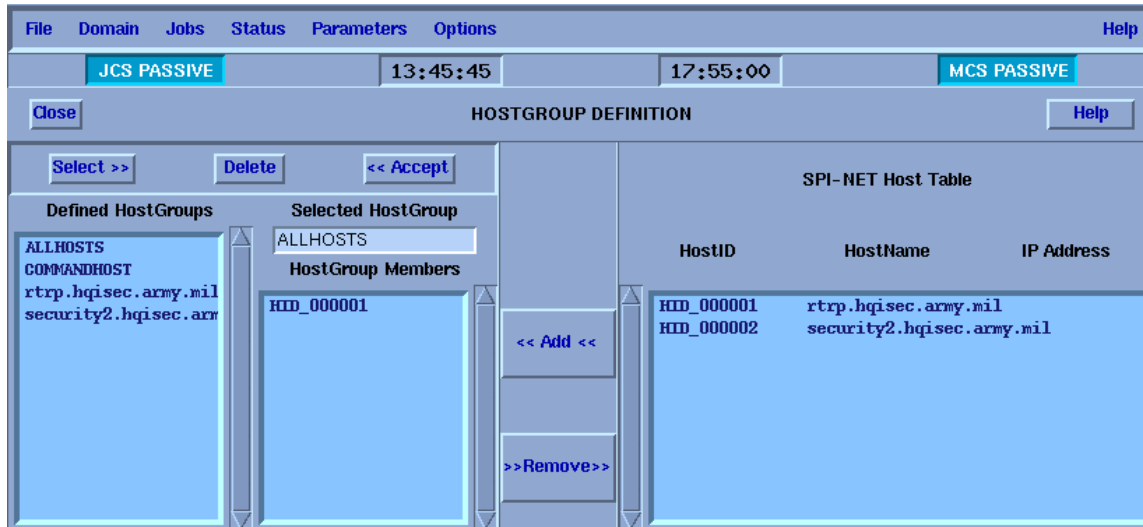 File Domain Jobs Status Parameters Options Help
JCS PASSIVE 13:45:45 17:55:00 MCS PASSIVE
Close HOSTGROUP DEFINITION Help
Select >> Delete << Accept
Defined HostGroups
ALLHOSTS
COMMANDHOST
rtrp.hqisec.army.mil
security2.hqisec.arm
Selected HostGroup
ALLHOSTS
HostGroup Members
HID_000001
<< Add <<
>>Remove>>
SPI-NET Host Table
HostID HostName IP Address
HID_000001 rtrp.hqisec.army.mil
HID_000002 security2.hqisec.army.mil